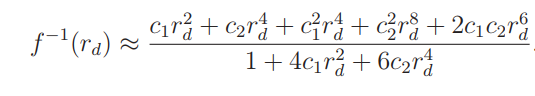 f^{-1}(r_d) ≈ \frac{c_1 r_d^2 + c_2 r_d^4 + c_1^2 r_d^4 + c_2^2 r_d^8 + 2c_1 c_2 r_d^6}{1 + 4c_1 r_d^2 + 6c_2 r_d^4}.